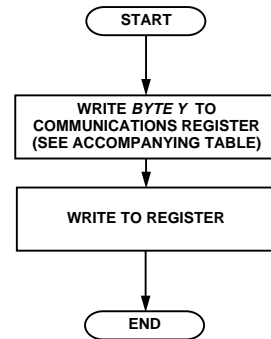 START
WRITE BYTE Y TO
COMMUNICATIONS REGISTER
(SEE ACCOMPANYING TABLE)
WRITE TO REGISTER
END